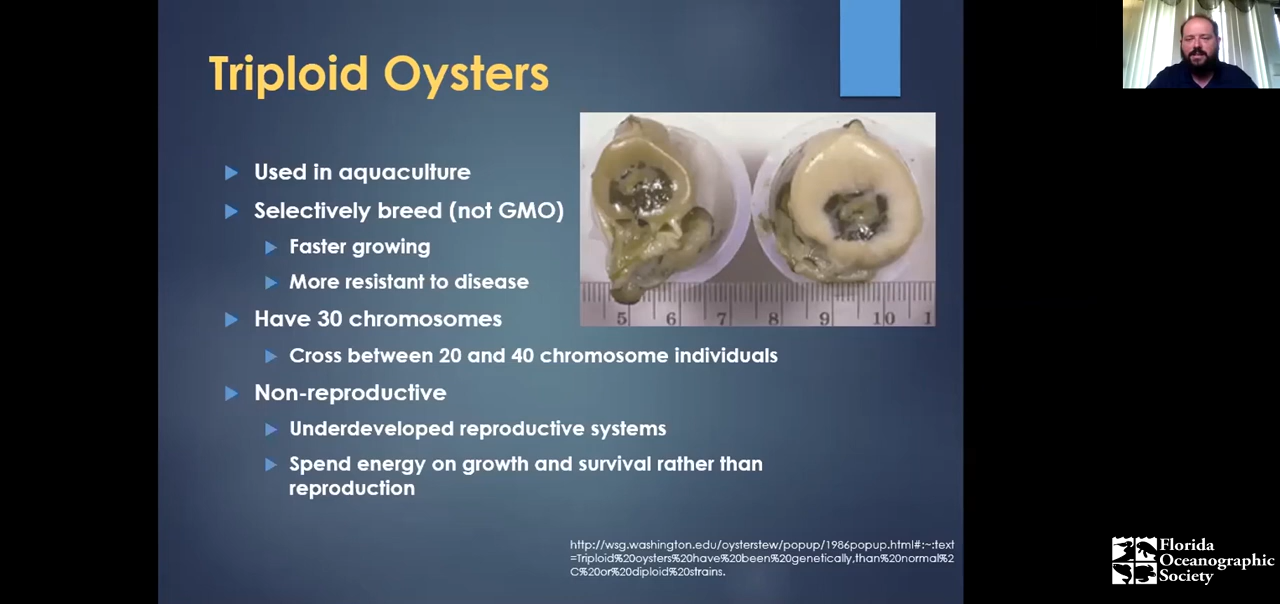 Triploid Oysters
Used in aquaculture
Selectively breed (not GMO)
Faster growing
More resistant to disease
Have 30 chromosomes
Cross between 20 and 40 chromosome individuals
Non-reproductive
Underdeveloped reproductive systems
Spend energy on growth and survival rather than
reproduction
5 6 7 8 9 10 1
http://wsg.washington.edu/oysterstew/popup/1986popup.html#:~:text
=Triploid%20oysters%20have%20been%20genetically,than%20normal%2
C%20or%20diploid%20strains.
Florida
Oceanographic
Society